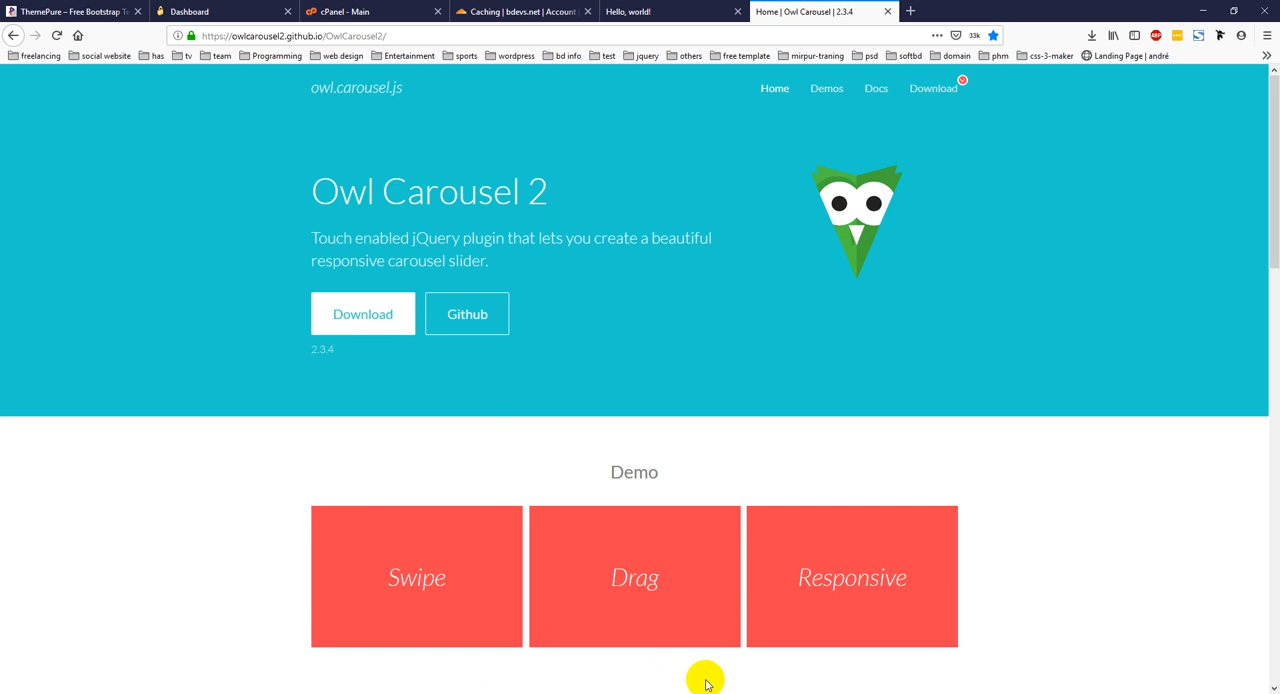 ThemePure – Free Bootstrap Te
Dashboard
cPanel - Main
Caching | bdevs.net | Account
Hello, world!
Home | Owl Carousel | 2.3.4
https://owlcarousel2.github.io/OwlCarousel2/
33k
ABP
freelancing
social website
has
tv
team
Programming
web design
Entertainment
sports
wordpress
bd info
test
jquery
others
free template
mirpur-traning
psd
softbd
domain
phm
css-3-maker
Landing Page | andré
owl.carousel.js
Home
Demos
Docs
Download
Owl Carousel 2
Touch enabled jQuery plugin that lets you create a beautiful
responsive carousel slider.
Download
Github
2.3.4
Demo
Swipe
Drag
Responsive